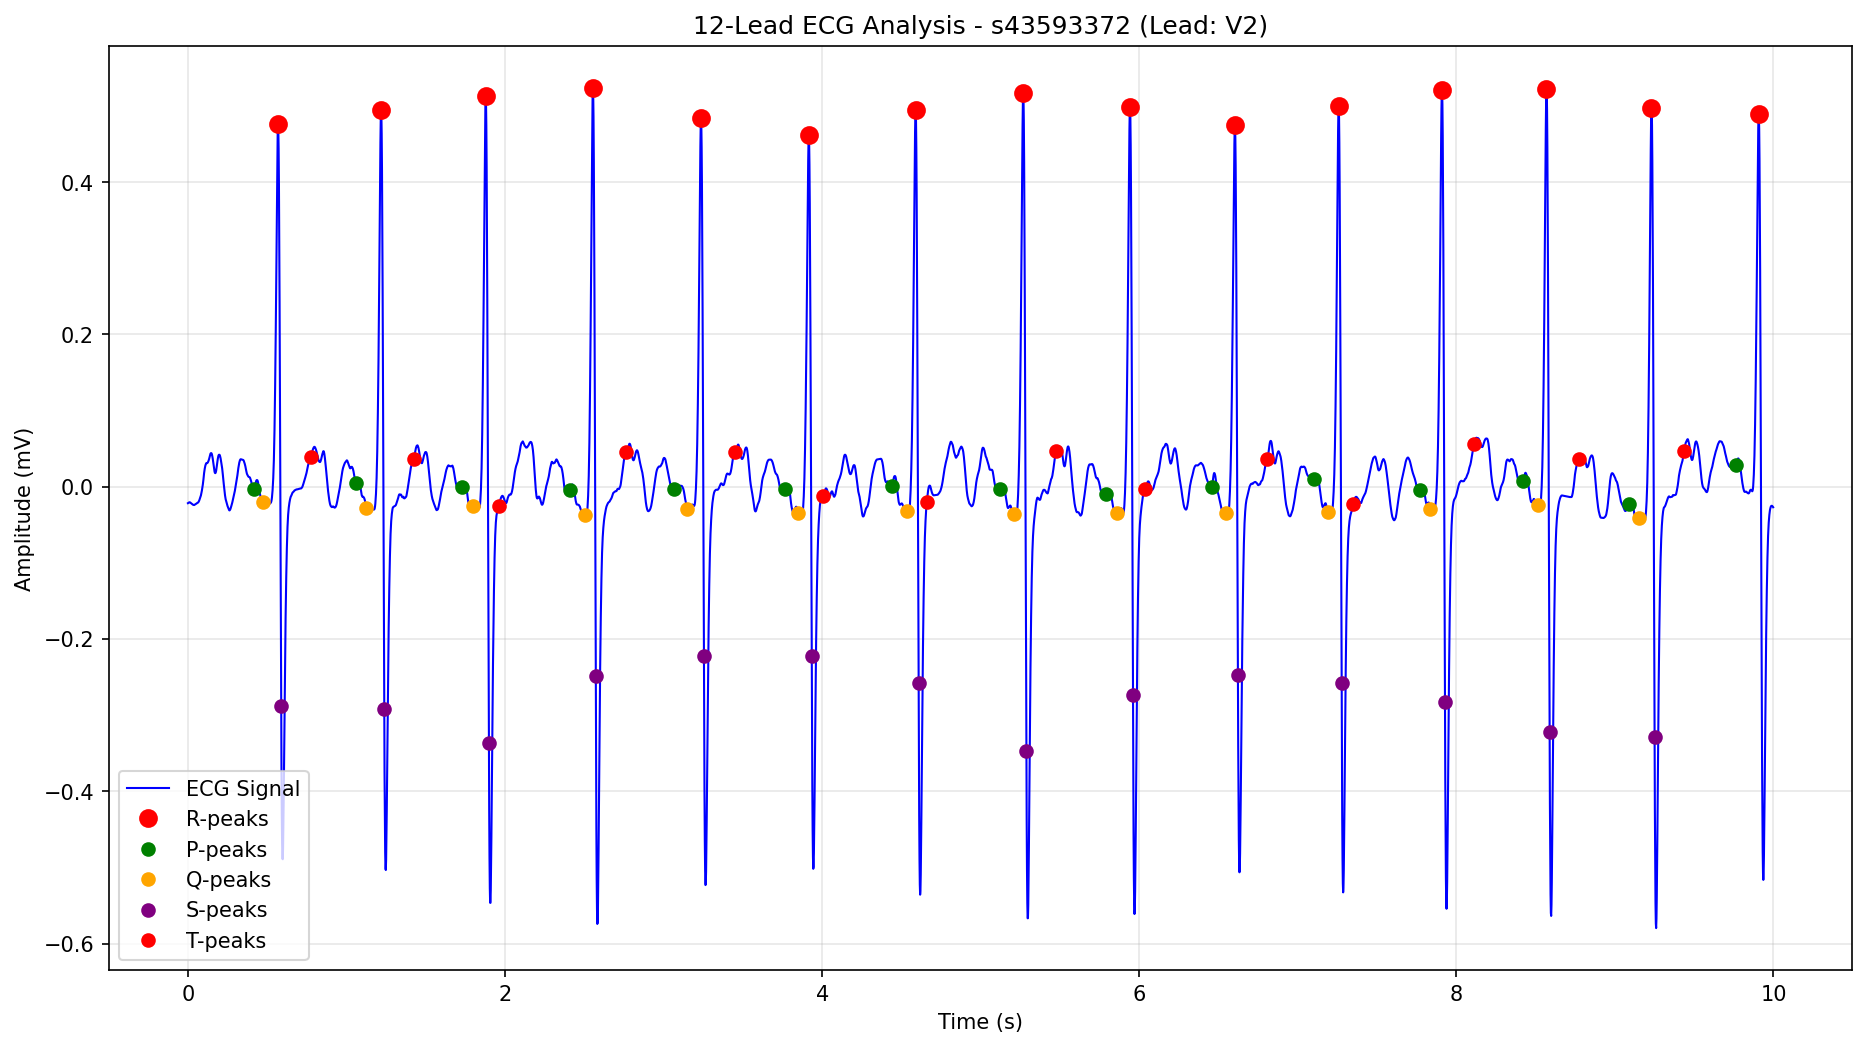 12-Lead ECG Analysis - s43593372 (Lead: V2)
Amplitude (mV)
0.4
0.2
0.0
−0.2
−0.4
−0.6
ECG Signal
R-peaks
P-peaks
Q-peaks
S-peaks
T-peaks
0 2 4 6 8 10
Time (s)